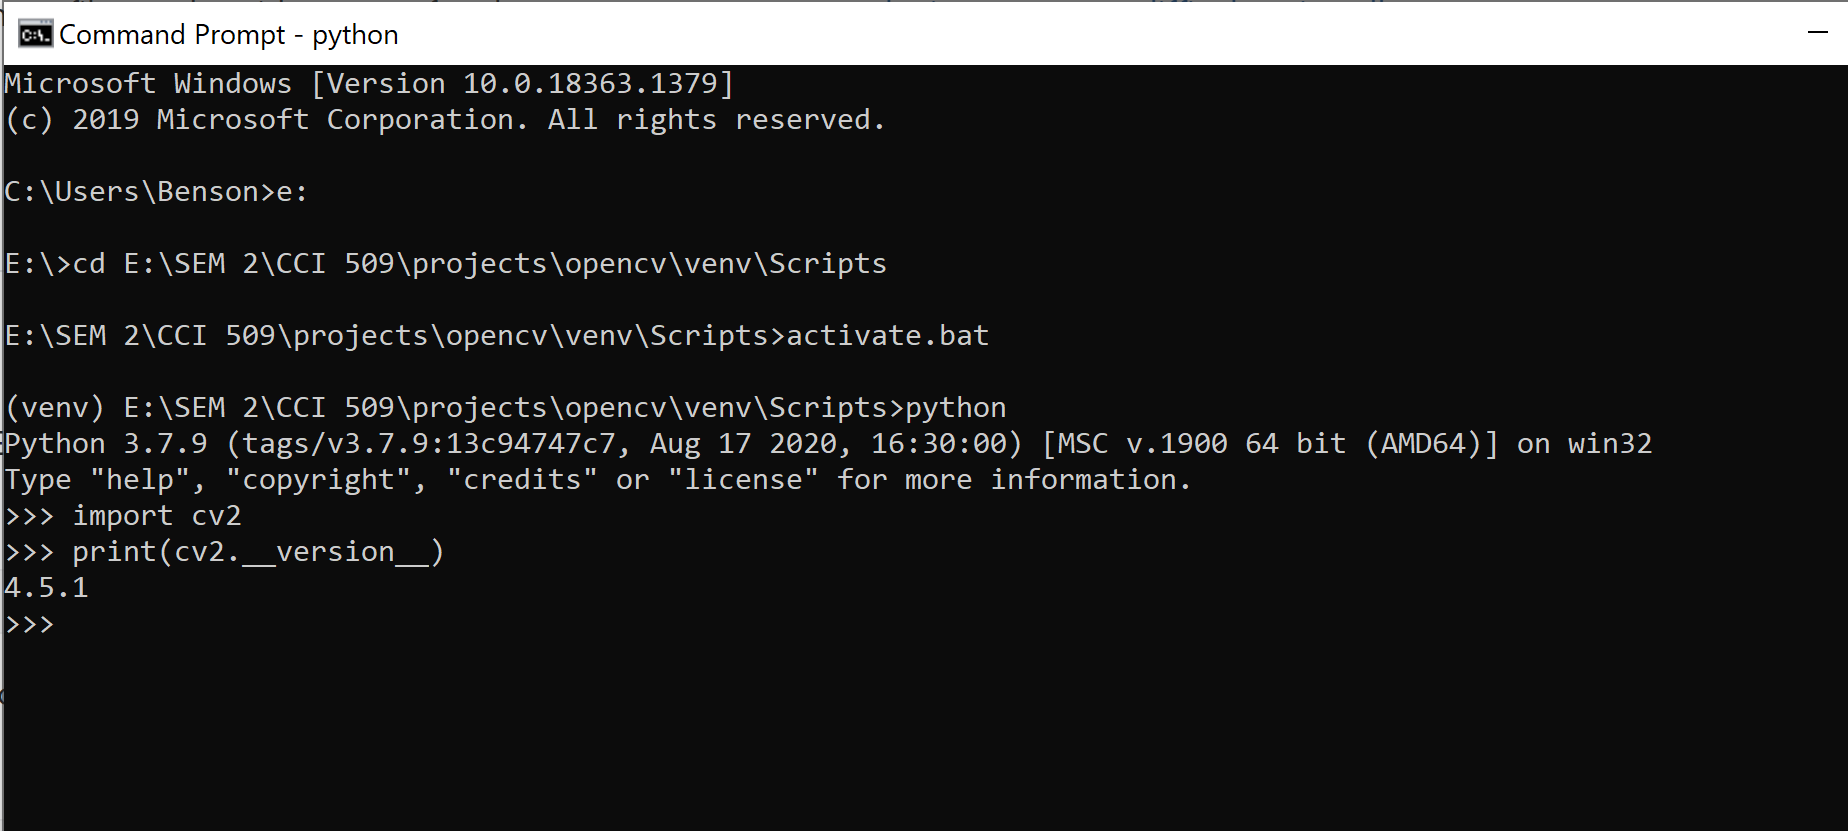 Command Prompt - python
Microsoft Windows [Version 10.0.18363.1379]
(c) 2019 Microsoft Corporation. All rights reserved.
C:\Users\Benson>e:
E:\>cd E:\SEM 2\CCI 509\projects\opencv\venv\Scripts
E:\SEM 2\CCI 509\projects\opencv\venv\Scripts>activate.bat
(venv) E:\SEM 2\CCI 509\projects\opencv\venv\Scripts>python
Python 3.7.9 (tags/v3.7.9:13c94747c7, Aug 17 2020, 16:30:00) [MSC v.1900 64 bit (AMD64)] on win32
Type "help", "copyright", "credits" or "license" for more information.
>>> import cv2
>>> print(cv2.__version__)
4.5.1
>>>